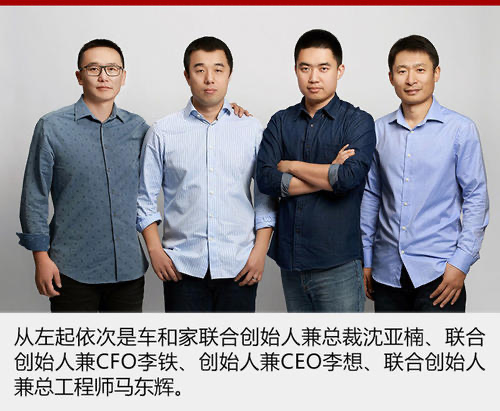 从左起依次是车和家联合创始人兼总裁沈亚楠、联合
创始人兼CFO李铁、创始人兼CEO李想、联合创始人
兼总工程师马东辉。